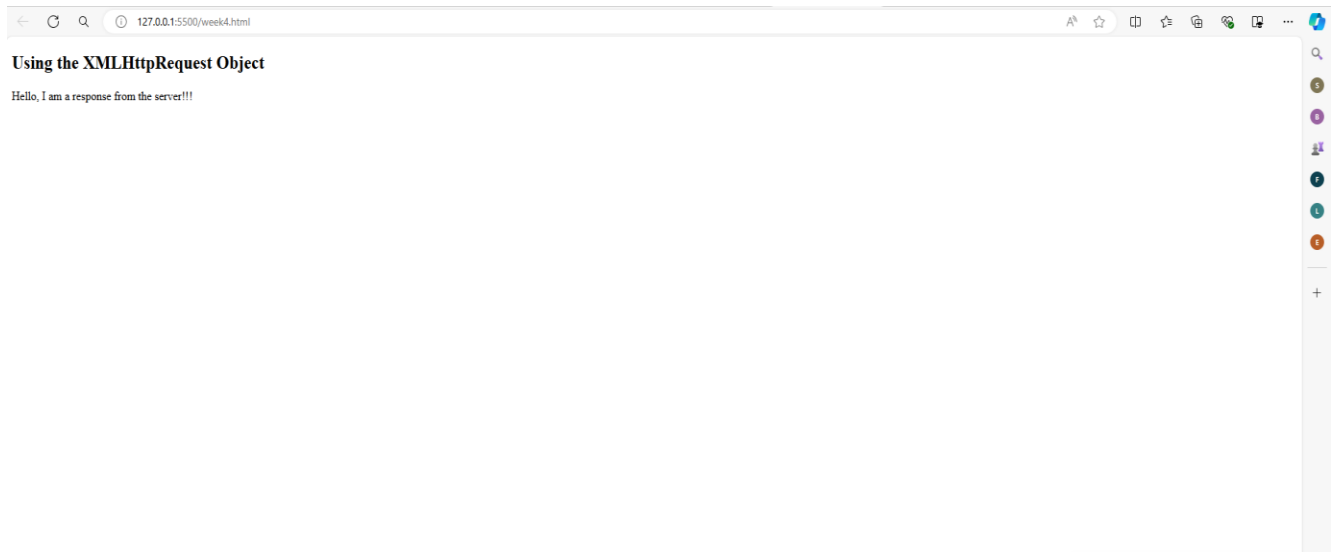 127.0.0.1:5500/week4.html
Using the XMLHttpRequest Object
Hello, I am a response from the server!!!
S
B
F
L
E